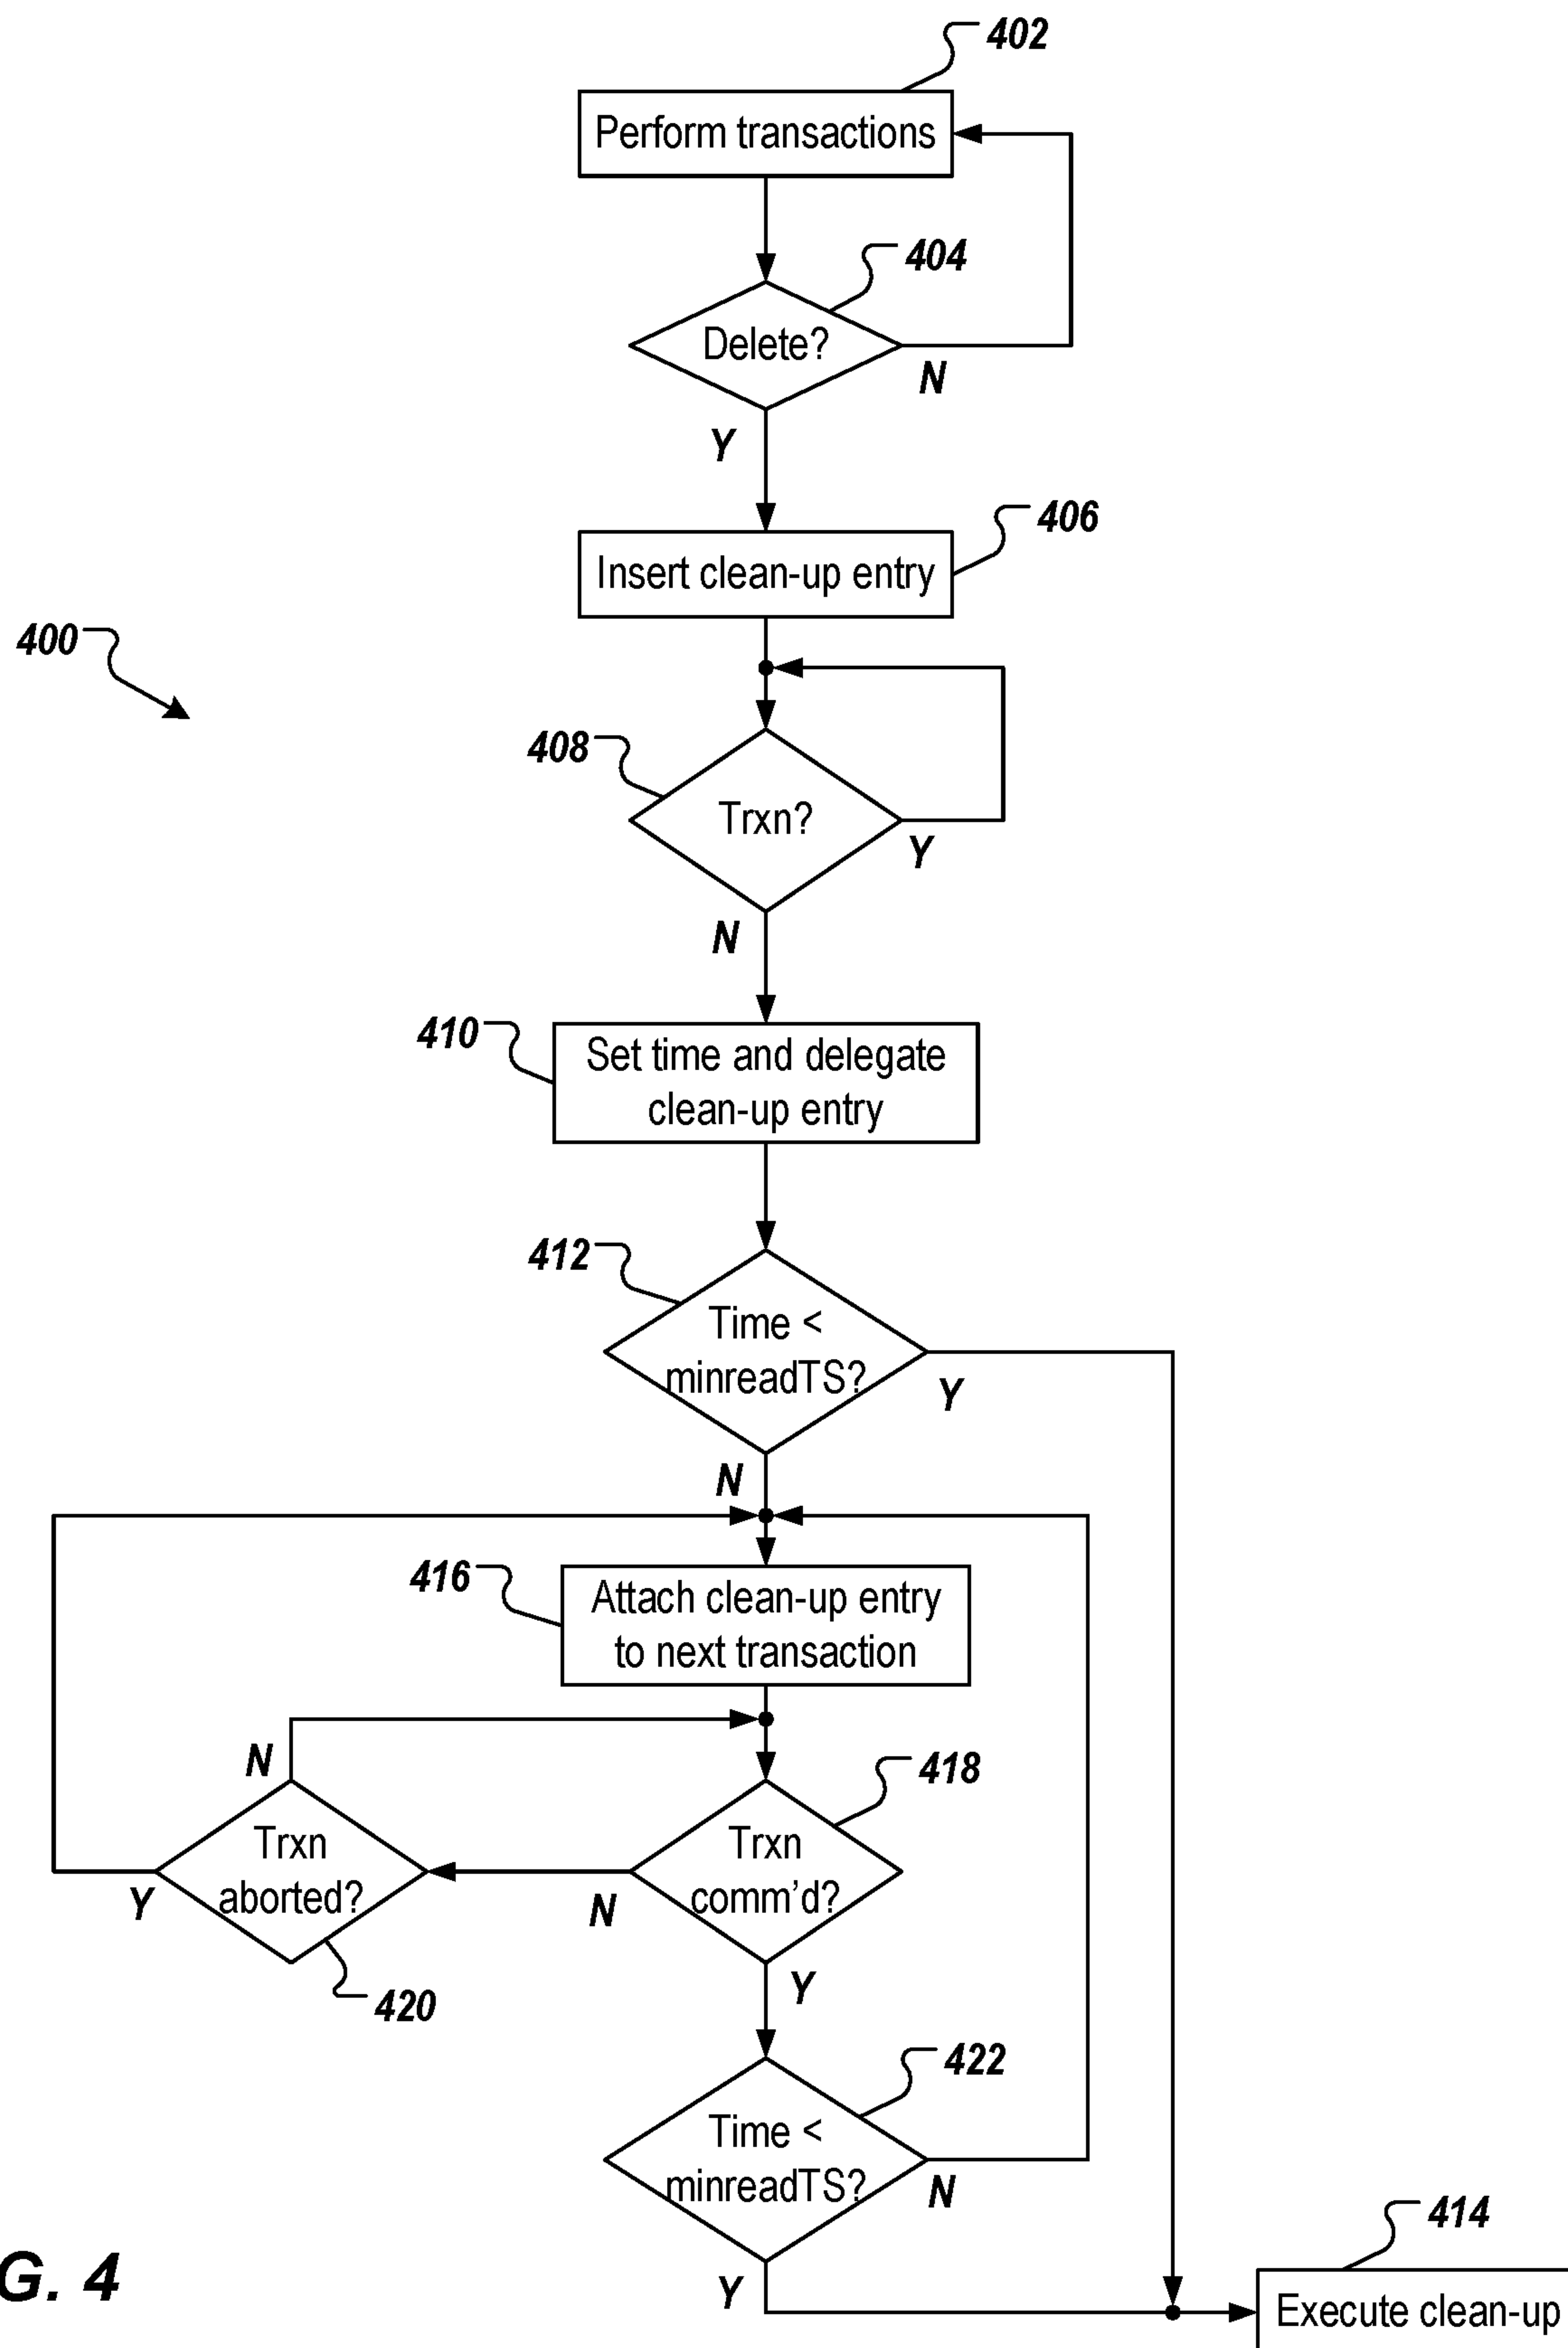 402
Perform transactions
404
Delete?
N
Y
406
Insert clean-up entry
400
408
Trxn?
Y
N
410
Set time and delegate
clean-up entry
412
Time <
minreadTS?
Y
N
416
Attach clean-up entry
to next transaction
N
418
Trxn
aborted?
Trxn
comm'd?
Y
N
420
Y
422
Time <
minreadTS?
N
414
G. 4
Y
Execute clean-up